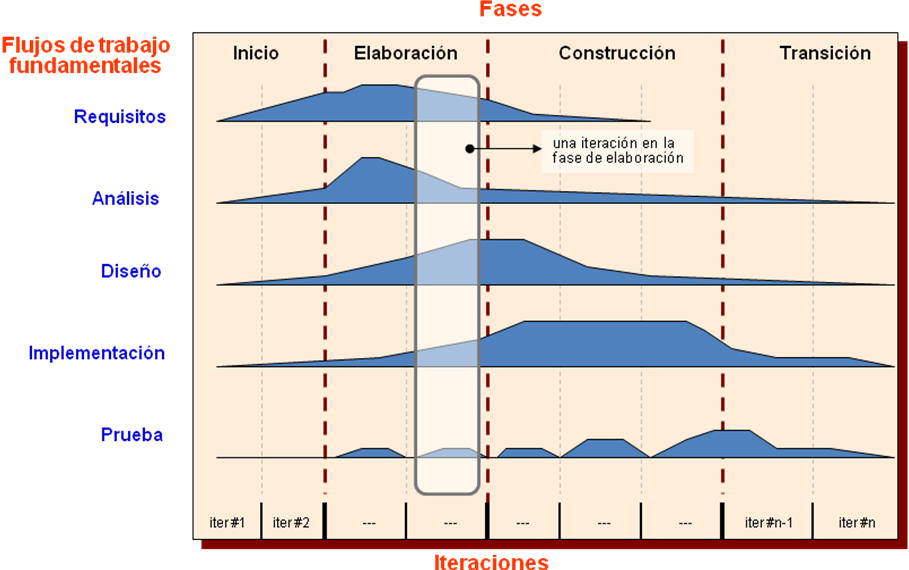 Fases
Flujos de trabajo
fundamentales
Inicio
Elaboración
Construcción
Transición
Requisitos
una iteración en la
fase de elaboración
Análisis
Diseño
Implementación
Prueba
iter#1
iter#2
---
---
---
---
---
iter#n-1
iter#n
Iteraciones